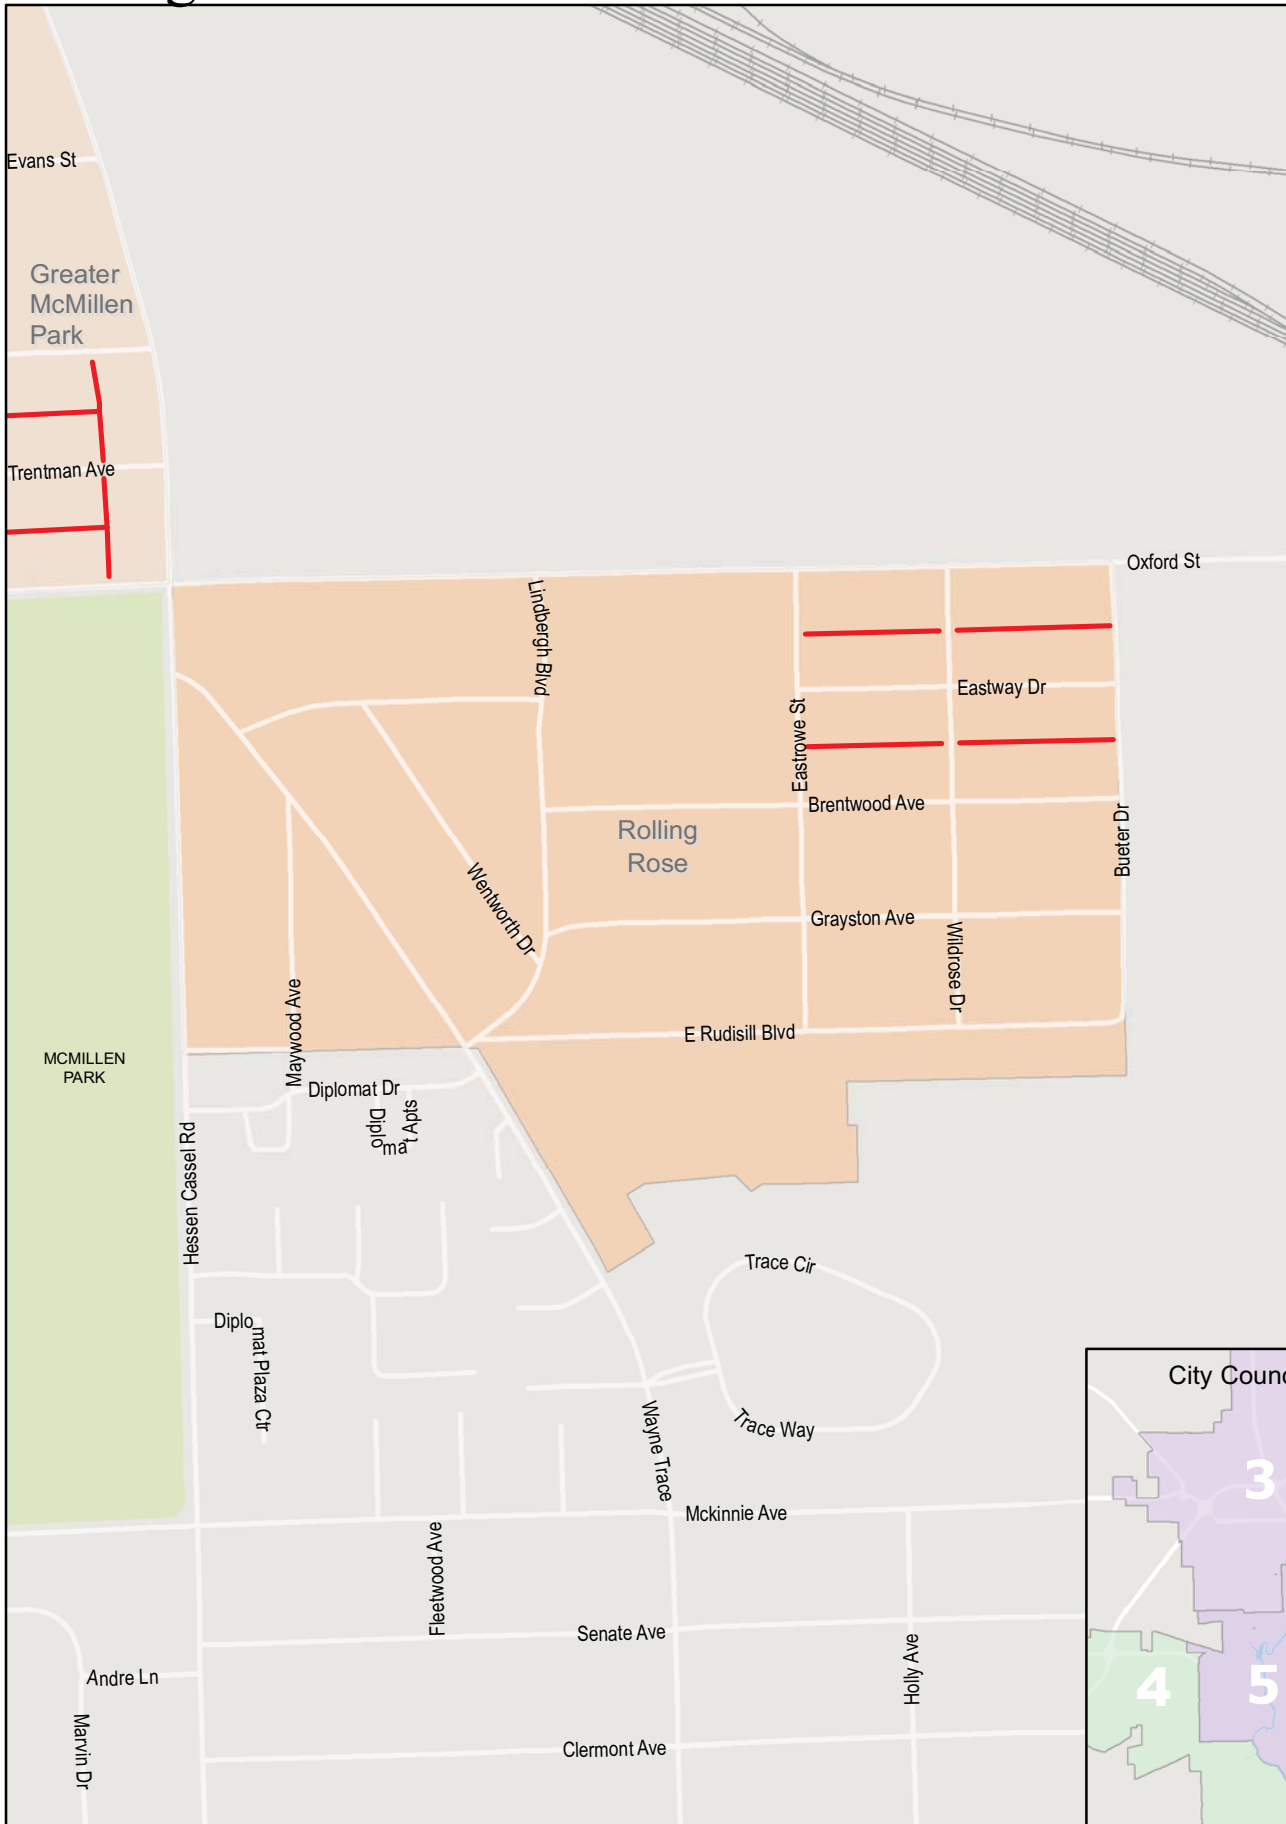 g
Evans St
Greater
McMillen
Park
Trentman Ave
Oxford St
Lindbergh Blvd
Eastway Dr
Eastrowe St
Brentwood Ave
Bueter Dr
Rolling
Rose
Wentworth Dr
Grayston Ave
Wildrose Dr
Maywood Ave
E Rudisill Blvd
MCMILLEN
PARK
Diplomat Dr
Diplomat Apts
Hessen Cassel Rd
Trace Cir
Diplomat Plaza Ctr
City Counc
Wayne Trace
Trace Way
3
Mckinnie Ave
Fleetwood Ave
Senate Ave
Holly Ave
Andre Ln
4
5
Marvin Dr
Clermont Ave